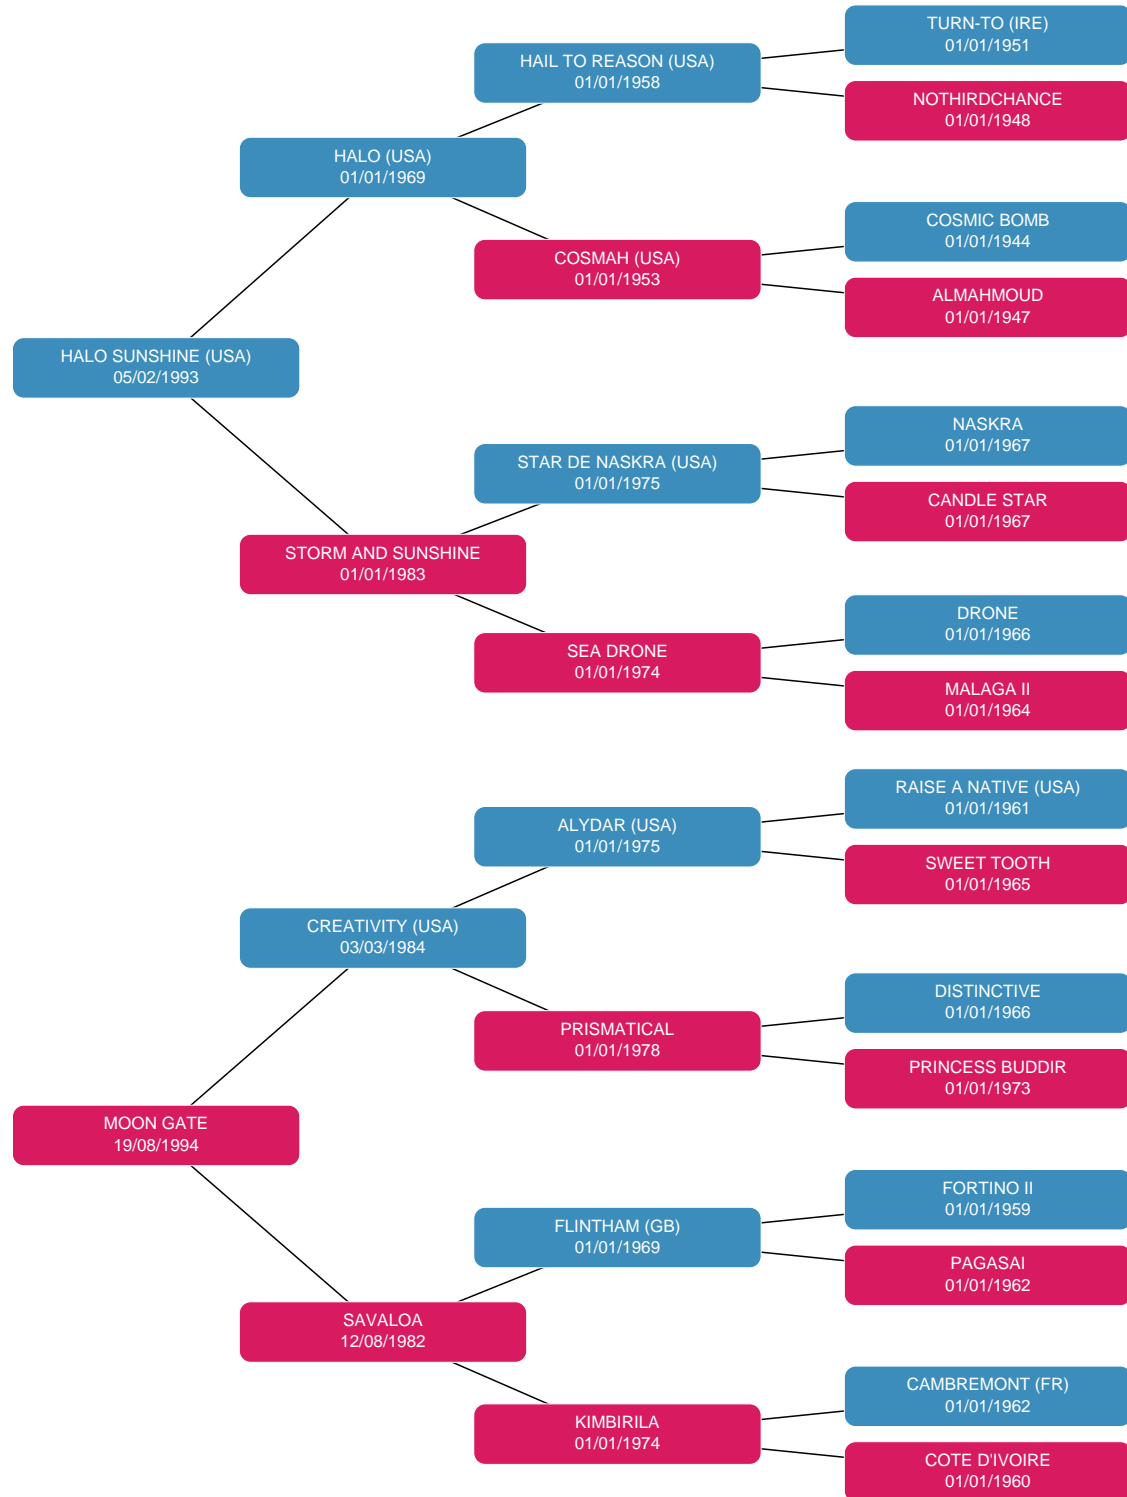 TURN-TO (IRE)
01/01/1951
HAIL TO REASON (USA)
01/01/1958
NOTHIRDCHANCE
01/01/1948
HALO (USA)
01/01/1969
COSMIC BOMB
01/01/1944
COSMAH (USA)
01/01/1953
ALMAHMOUD
01/01/1947
HALO SUNSHINE (USA)
05/02/1993
NASKRA
01/01/1967
STAR DE NASKRA (USA)
01/01/1975
CANDLE STAR
01/01/1967
STORM AND SUNSHINE
01/01/1983
DRONE
01/01/1966
SEA DRONE
01/01/1974
MALAGA II
01/01/1964
RAISE A NATIVE (USA)
01/01/1961
ALYDAR (USA)
01/01/1975
SWEET TOOTH
01/01/1965
CREATIVITY (USA)
03/03/1984
DISTINCTIVE
01/01/1966
PRISMATICAL
01/01/1978
PRINCESS BUDDIR
01/01/1973
MOON GATE
19/08/1994
FORTINO II
01/01/1959
FLINTHAM (GB)
01/01/1969
PAGASAI
01/01/1962
SAVALOA
12/08/1982
CAMBREMONT (FR)
01/01/1962
KIMBIRILA
01/01/1974
COTE D'IVOIRE
01/01/1960